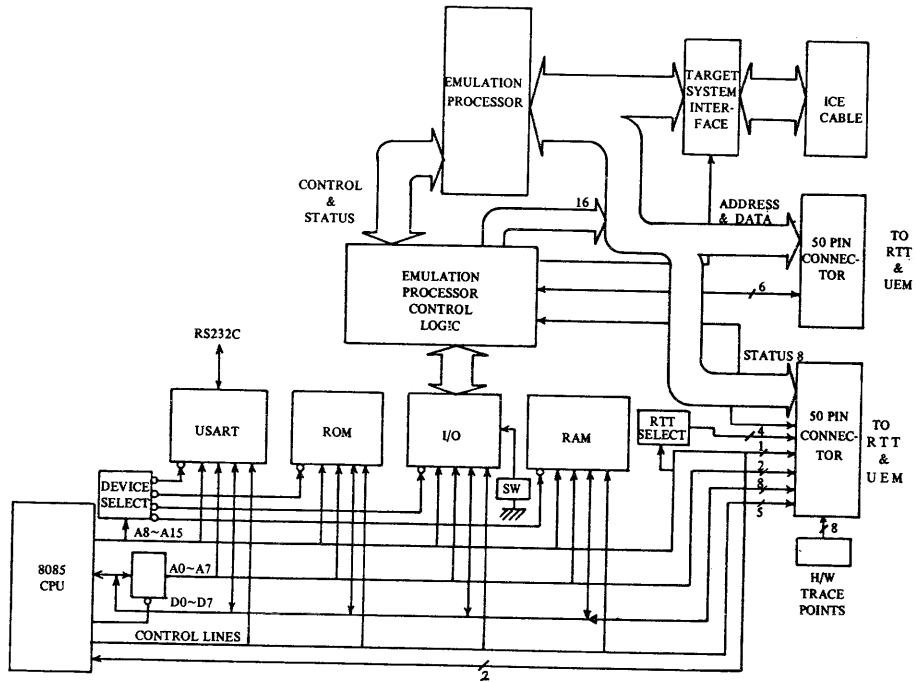 EMULATION
PROCESSOR
TARGET
SYSTEM
INTER-
FACE
ICE
CABLE
CONTROL
&
STATUS
16
ADDRESS
& DATA
50 PIN
CONNEC-
TOR
TO
RTT
&
UEM
EMULATION
PROCESSOR
CONTROL
LOGIC
6
RS232C
STATUS 8
USART
ROM
I/O
RAM
RTT
SELECT
4
1
2
8
5
50 PIN
CONNEC-
TOR
TO
RTT
&
UEM
DEVICE
SELECT
SW
A8~A15
8
8085
CPU
A0~A7
D0~D7
H/W
TRACE
POINTS
CONTROL LINES
2